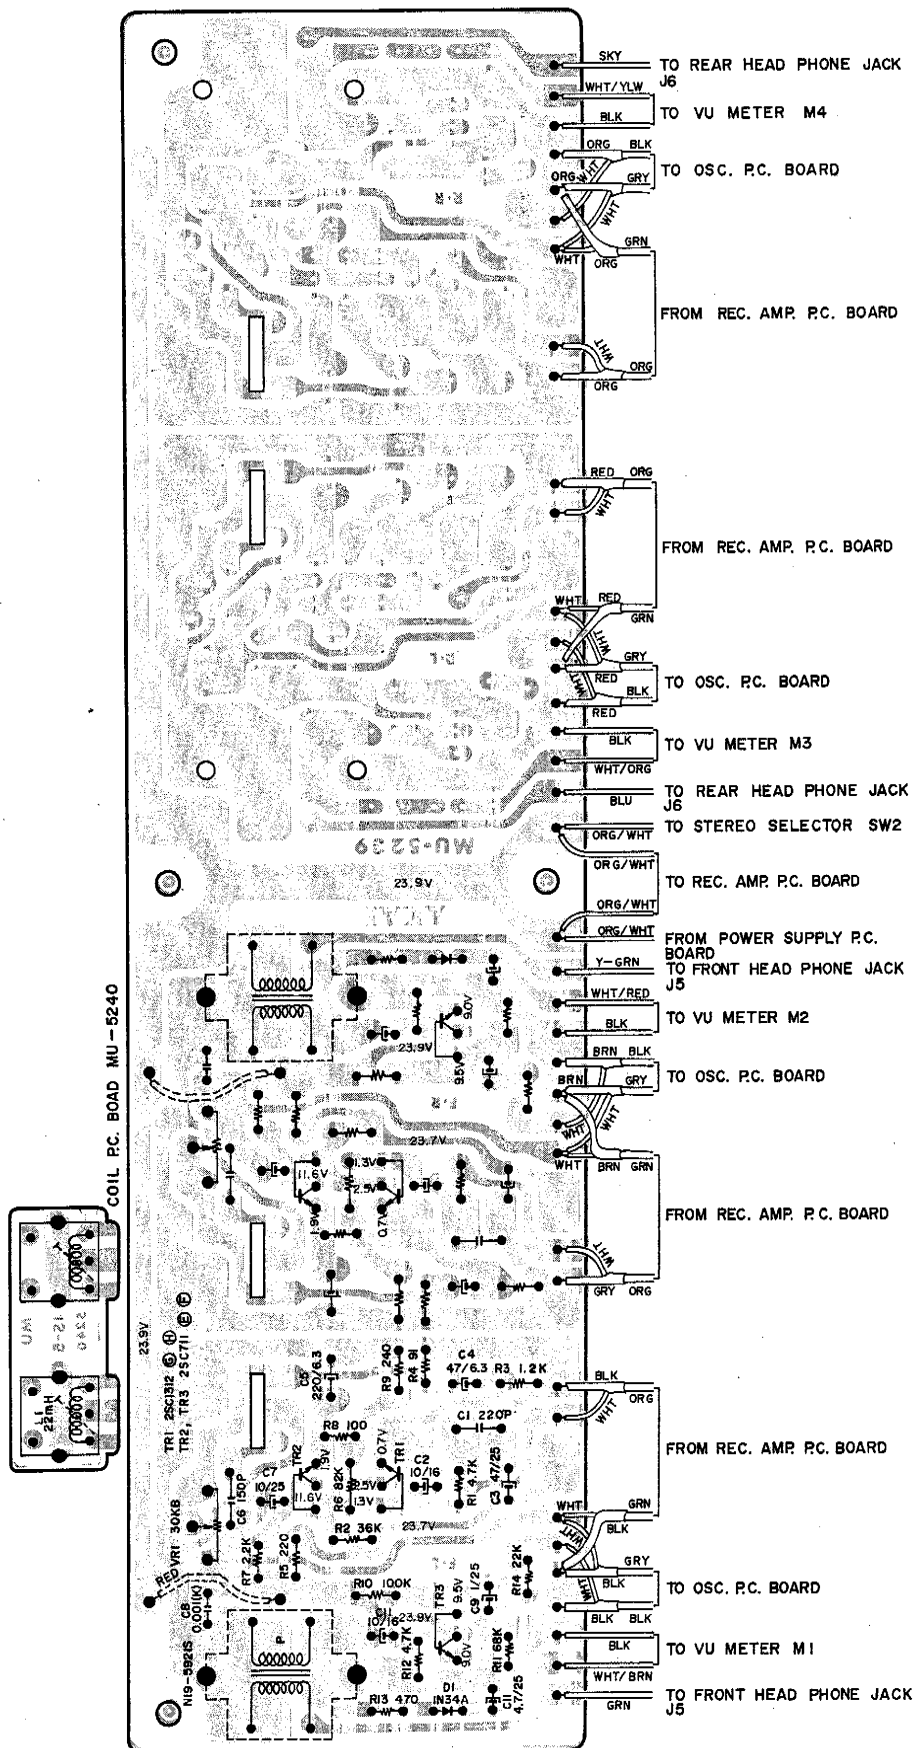 SKY
TO REAR HEAD PHONE JACK
J6
WHT/YLW
TO VU METER M4
BLK
ORG BLK
WHT
TO OSC. P.C. BOARD
ORG
GRY
WHT
GRN
WHT
ORG
R·R
FROM REC. AMP. P.C. BOARD
WHT
ORG
ORG
RED ORG
WHT
FROM REC. AMP. P.C. BOARD
WHT RED
GRN
WHT
GRY
RED
WHT
TO OSC. P.C. BOARD
BLK
RED
BLK
TO VU METER M3
WHT/ORG
TO REAR HEAD PHONE JACK
J6
BLU
TO STEREO SELECTOR SW2
ORG/WHT
MU-5239
ORG/WHT
23.9V
TO REC. AMP. P.C. BOARD
ORG/WHT
ORG/WHT
FROM POWER SUPPLY P.C.
BOARD
Y-GRN
TO FRONT HEAD PHONE JACK
J5
WHT/RED
TO VU METER M2
BLK
9.0V
23.9V
9.5V
BRN BLK
BRN
GRY
TO OSC. P.C. BOARD
WHT
WHT
WHT
BRN GRN
23.7V
11.6V
1.3V
2.5V
1.9V
0.7V
COIL P.C. BOAD MU-5240
FROM REC. AMP. P.C. BOARD
WHT
GRY ORG
5240
MU
L1
22mH
23.9V
TR1 2SC1312 G H
TR2, TR3 2SC711 E F
C5
220/6.3
R9 240
R4 91
C4
47/6.3
R3 1.2K
BLK
ORG
WHT
C1 220P
R8 100
FROM REC. AMP. P.C. BOARD
TR2
1.9V
0.7V
TR1
C2
10/16
R1 4.7K
C3 47/25
C7
10/25
C6 150P
11.6V
R6 82K
2.5V
1.3V
VR1 30KB
R2 36K
23.7V
WHT
GRN
BLK
WHT
R7 2.2K
R5 220
RED
GRY
BLK
WHT
TO OSC. P.C. BOARD
BLK BLK
R10 100K
TR3
9.5V
C9 1/25
R14 22K
C8
0.001(K)
C11
10/16
23.9V
R12 4.7K
9.0V
R11 68K
N19-5921S
P
BLK
TO VU METER M1
WHT/BRN
R13 470
D1
1N34A
C11
4.7/25
GRN
TO FRONT HEAD PHONE JACK
J5